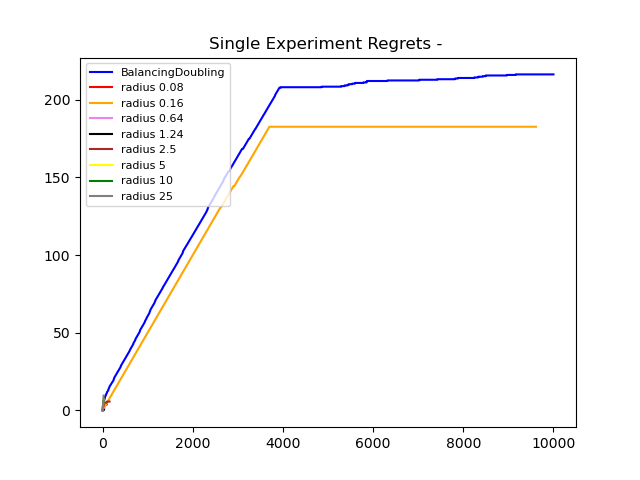 Single Experiment Regrets -
BalancingDoubling
radius 0.08
radius 0.16
radius 0.64
radius 1.24
radius 2.5
radius 5
radius 10
radius 25
200
150
100
50
0
0 2000 4000 6000 8000 10000